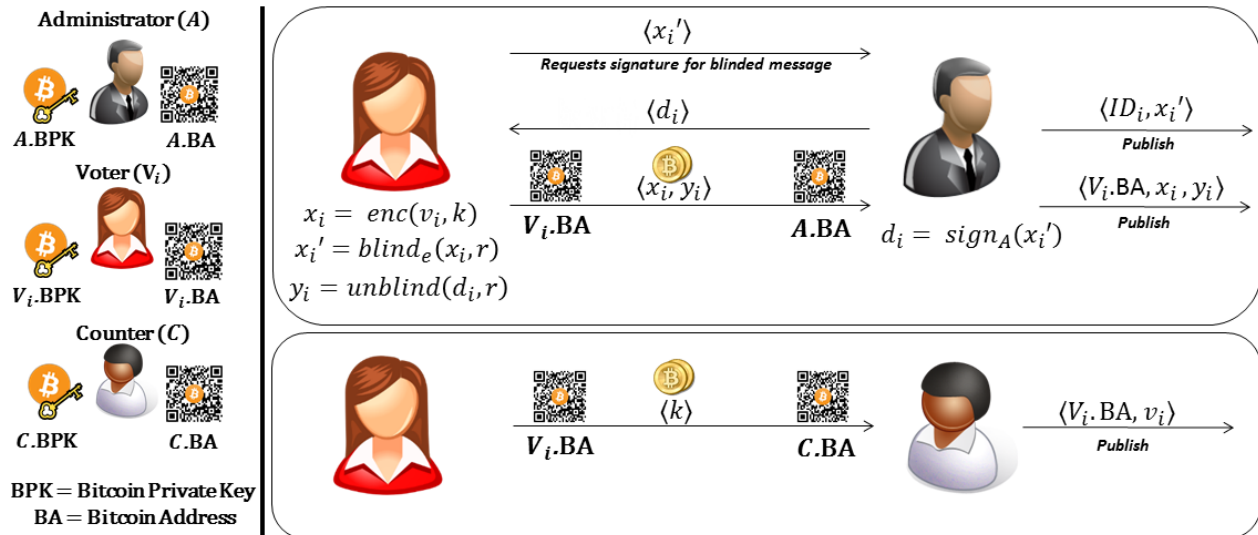 Administrator (A)
A.BPK
A.BA
Voter (Vᵢ)
Vᵢ.BPK
Vᵢ.BA
Counter (C)
C.BPK
C.BA
BPK = Bitcoin Private Key
BA = Bitcoin Address
⟨xᵢ'⟩
Requests signature for blinded message
⟨dᵢ⟩
⟨xᵢ, yᵢ⟩
Vᵢ.BA
A.BA
xᵢ = enc(vᵢ, k)
xᵢ' = blindₑ(xᵢ, r)
yᵢ = unblind(dᵢ, r)
dᵢ = sign_A(xᵢ')
⟨IDᵢ, xᵢ'⟩
Publish
⟨Vᵢ.BA, xᵢ, yᵢ⟩
Publish
⟨k⟩
Vᵢ.BA
C.BA
⟨Vᵢ.BA, vᵢ⟩
Publish